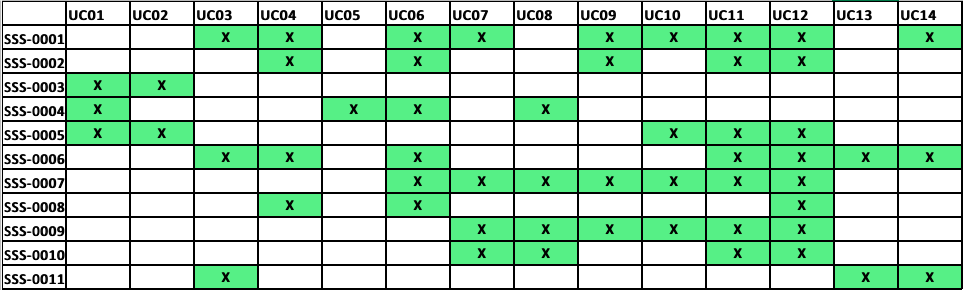 UC01 UC02 UC03 UC04 UC05 UC06 UC07 UC08 UC09 UC10 UC11 UC12 UC13 UC14
SSS-0001 X X X X X X X X X
SSS-0002 X X X X X
SSS-0003 X X
SSS-0004 X X X X
SSS-0005 X X X X X
SSS-0006 X X X X X X X
SSS-0007 X X X X X X X
SSS-0008 X X X
SSS-0009 X X X X X X
SSS-0010 X X X X
SSS-0011 X X X